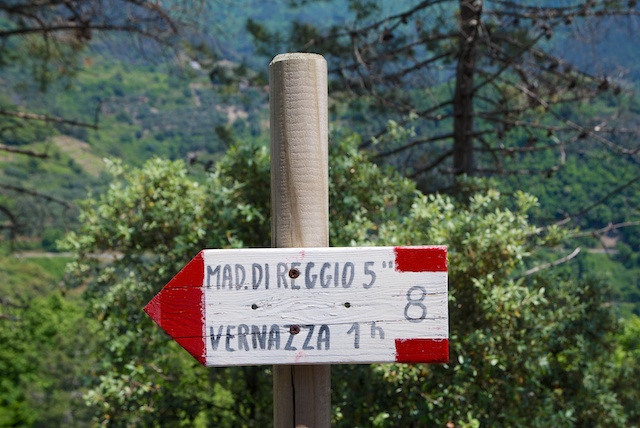 MAD.DI REGGIO 5"
8
VERNAZZA 1h